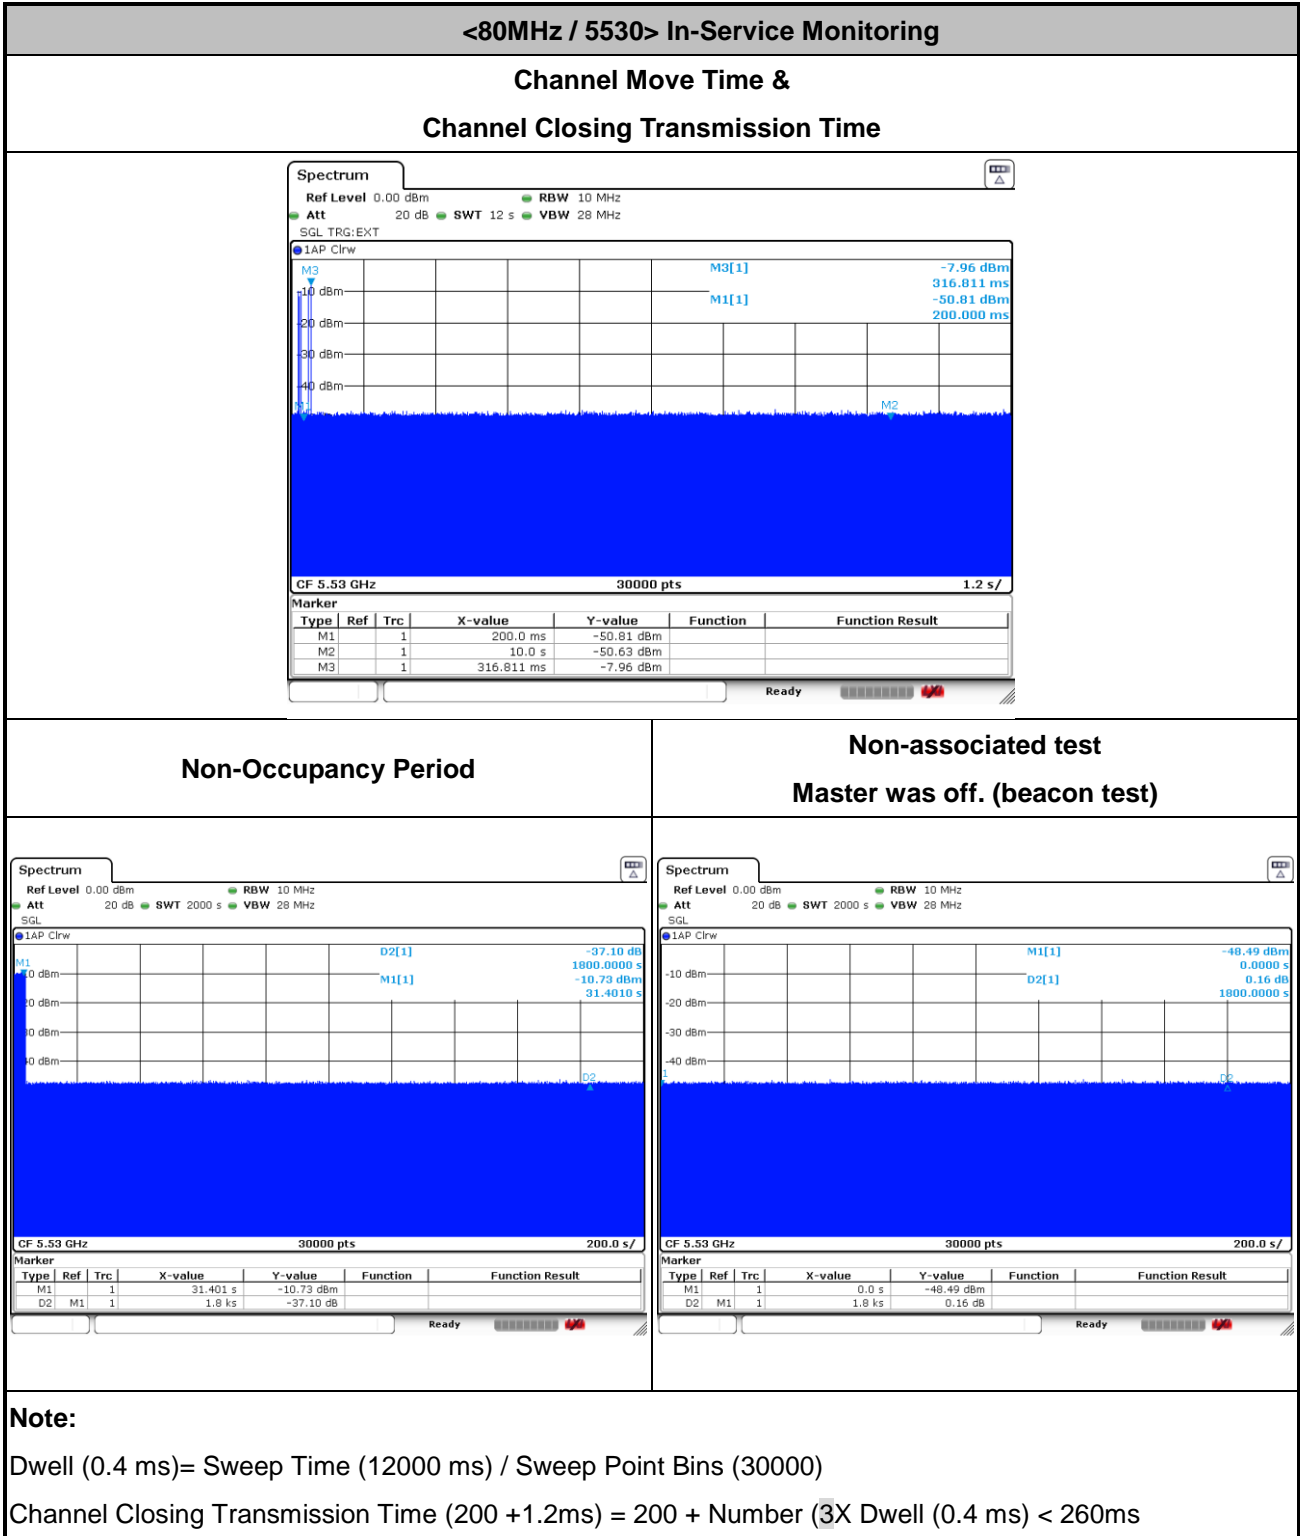 <80MHz / 5530> In-Service Monitoring
Channel Move Time &
Channel Closing Transmission Time
Spectrum
Ref Level 0.00 dBm RBW 10 MHz
Att 20 dB SWT 12 s VBW 28 MHz
SGL TRG:EXT
1AP Clrw
M3 M3[1] -7.96 dBm
316.811 ms
-10 dBm M1[1] -50.81 dBm
200.000 ms
-20 dBm
-30 dBm
-40 dBm
M2
CF 5.53 GHz 30000 pts 1.2 s/
Marker
Type Ref Trc X-value Y-value Function Function Result
M1 1 200.0 ms -50.81 dBm
M2 1 10.0 s -50.63 dBm
M3 1 316.811 ms -7.96 dBm
Ready
Non-Occupancy Period
Non-associated test
Master was off. (beacon test)
Spectrum
Ref Level 0.00 dBm RBW 10 MHz
Att 20 dB SWT 2000 s VBW 28 MHz
SGL
1AP Clrw
D2[1] -37.10 dB
M1 1800.0000 s
0 dBm M1[1] -10.73 dBm
31.4010 s
0 dBm
0 dBm
0 dBm
D2
CF 5.53 GHz 30000 pts 200.0 s/
Marker
Type Ref Trc X-value Y-value Function Function Result
M1 1 31.401 s -10.73 dBm
D2 M1 1 1.8 ks -37.10 dB
Ready
Spectrum
Ref Level 0.00 dBm RBW 10 MHz
Att 20 dB SWT 2000 s VBW 28 MHz
SGL
1AP Clrw
M1[1] -48.49 dBm
0.0000 s
-10 dBm D2[1] 0.16 dB
1800.0000 s
-20 dBm
-30 dBm
-40 dBm
1 D2
CF 5.53 GHz 30000 pts 200.0 s/
Marker
Type Ref Trc X-value Y-value Function Function Result
M1 1 0.0 s -48.49 dBm
D2 M1 1 1.8 ks 0.16 dB
Ready
Note:
Dwell (0.4 ms)= Sweep Time (12000 ms) / Sweep Point Bins (30000)
Channel Closing Transmission Time (200 +1.2ms) = 200 + Number (3X Dwell (0.4 ms) < 260ms